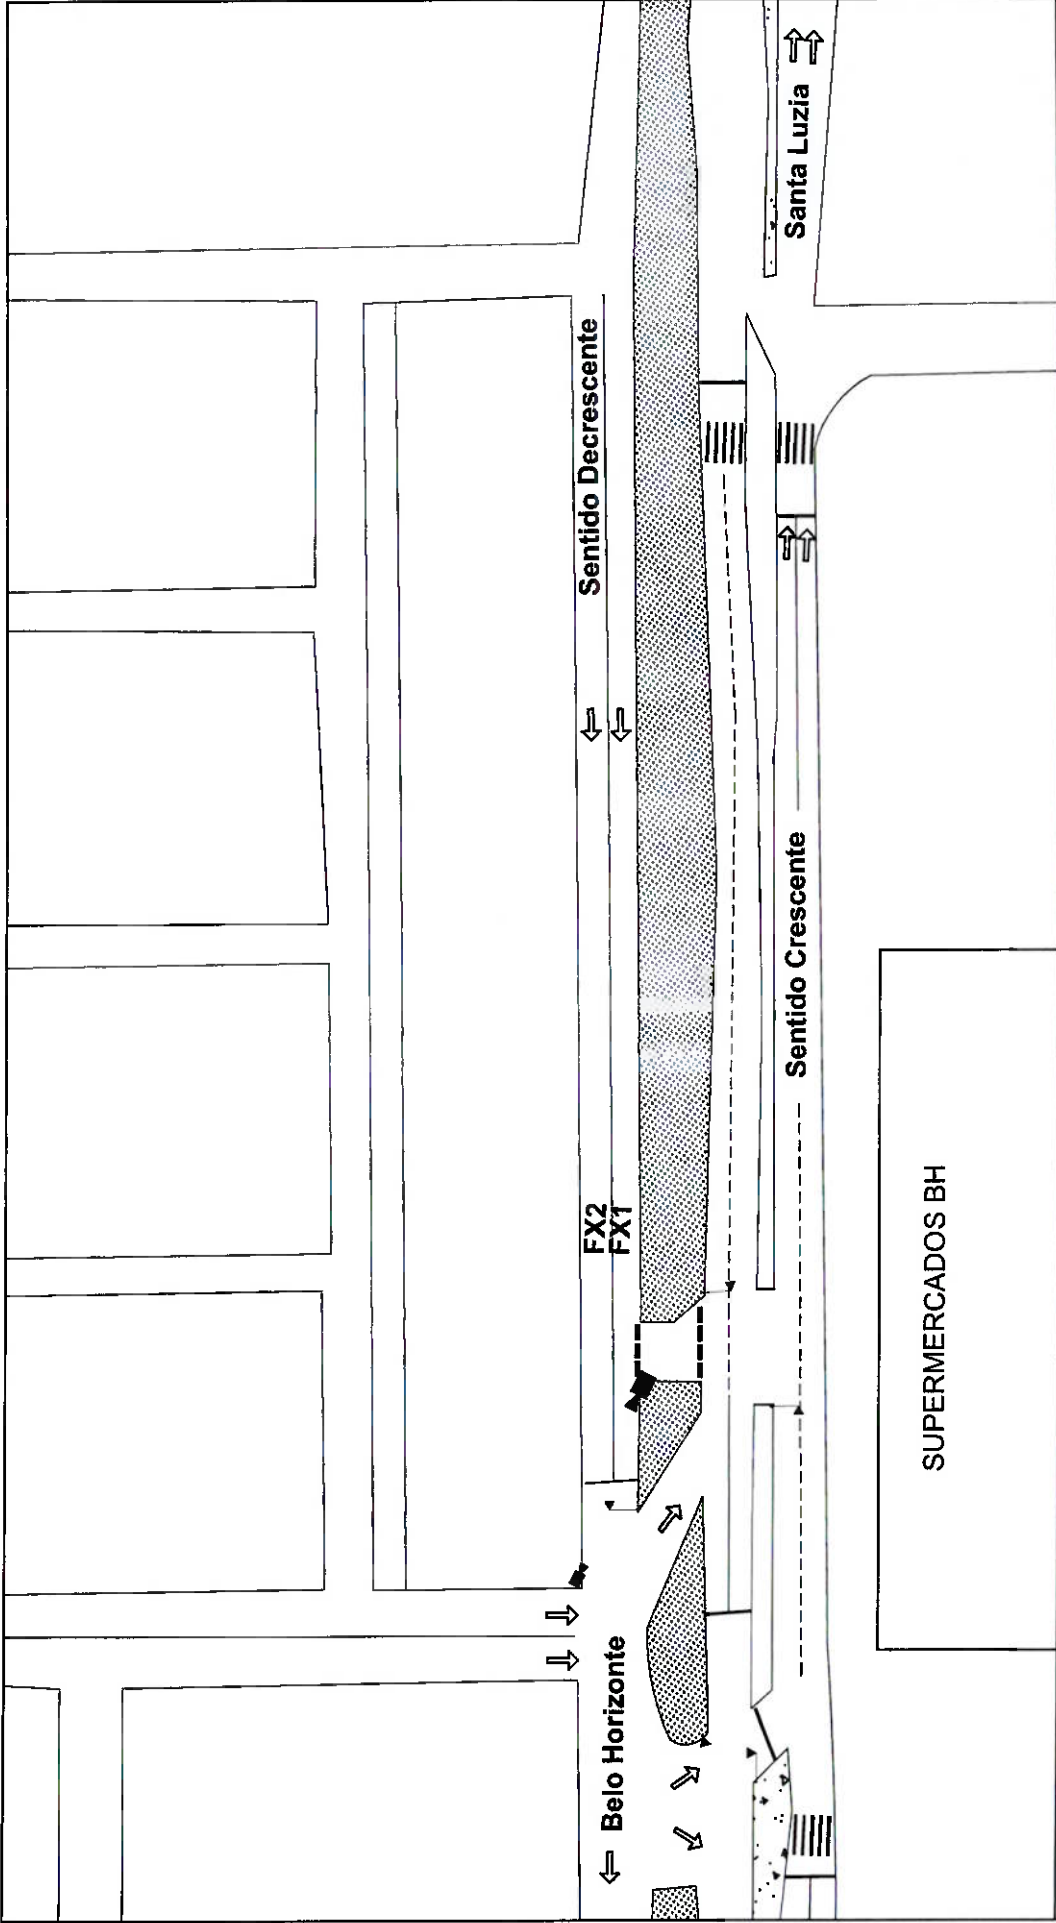 Santa Luzia
Sentido Decrescente
Sentido Crescente
FX2
FX1
SUPERMERCADOS BH
Belo Horizonte